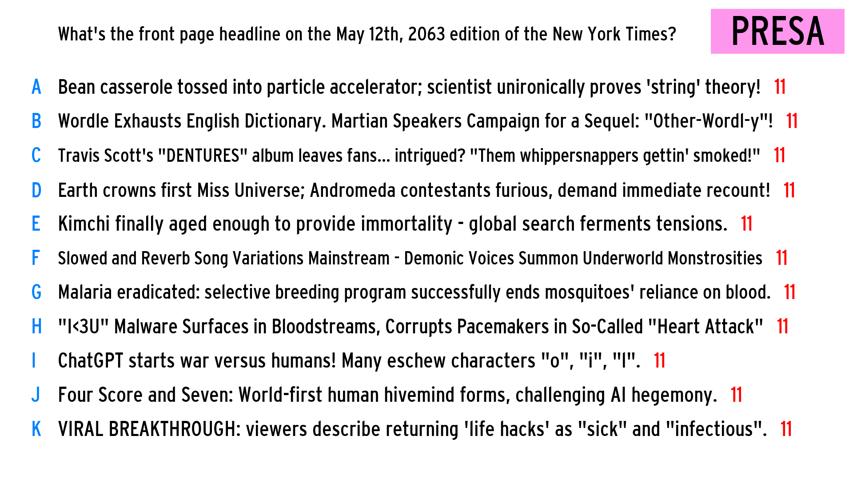 What's the front page headline on the May 12th, 2063 edition of the New York Times?
PRESA
A Bean casserole tossed into particle accelerator; scientist unironically proves 'string' theory! 11
B Wordle Exhausts English Dictionary. Martian Speakers Campaign for a Sequel: "Other-Wordl-y"! 11
C Travis Scott's "DENTURES" album leaves fans... intrigued? "Them whippersnappers gettin' smoked!" 11
D Earth crowns first Miss Universe; Andromeda contestants furious, demand immediate recount! 11
E Kimchi finally aged enough to provide immortality - global search ferments tensions. 11
F Slowed and Reverb Song Variations Mainstream - Demonic Voices Summon Underworld Monstrosities 11
G Malaria eradicated: selective breeding program successfully ends mosquitoes' reliance on blood. 11
H "I<3U" Malware Surfaces in Bloodstreams, Corrupts Pacemakers in So-Called "Heart Attack" 11
I ChatGPT starts war versus humans! Many eschew characters "o", "i", "l". 11
J Four Score and Seven: World-first human hivemind forms, challenging AI hegemony. 11
K VIRAL BREAKTHROUGH: viewers describe returning 'life hacks' as "sick" and "infectious". 11